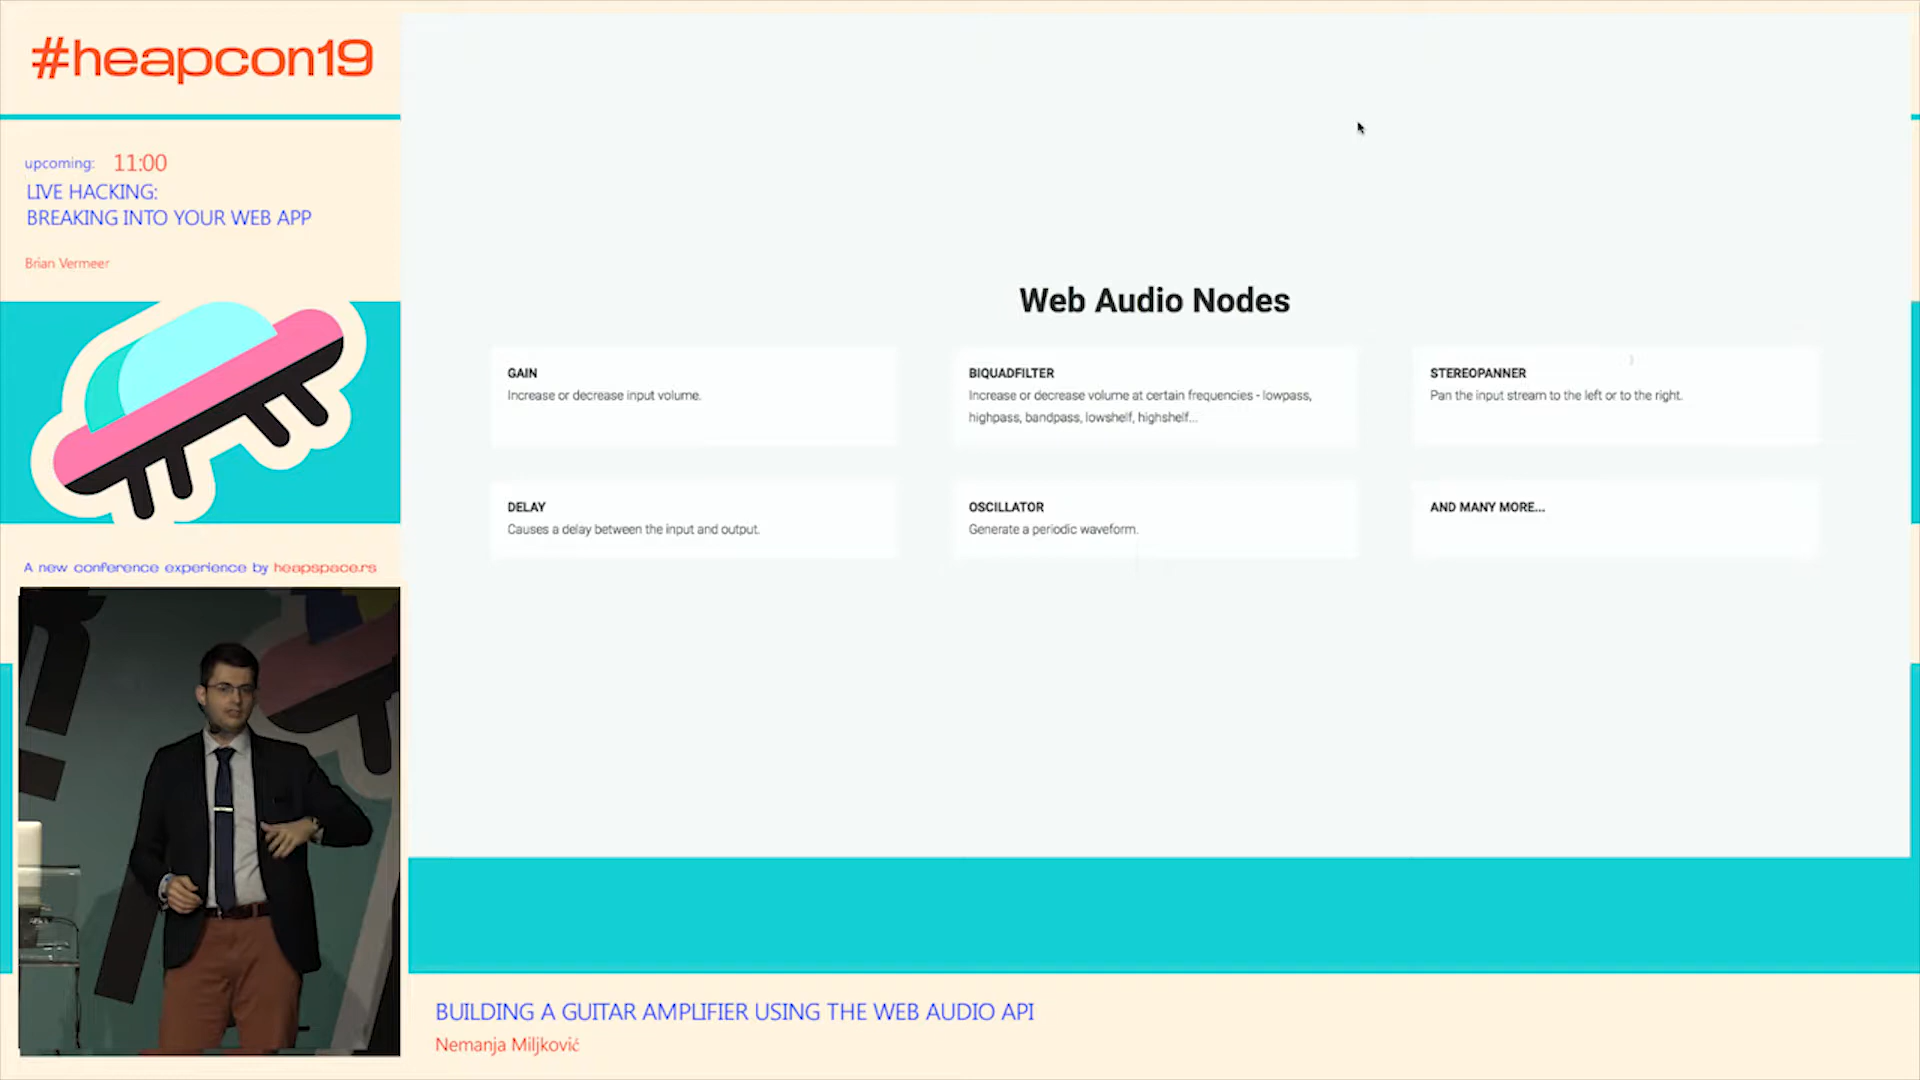 #heapcon19
upcoming: 11:00
LIVE HACKING:
BREAKING INTO YOUR WEB APP
Brian Vermeer
A new conference experience by heapspace.rs
Web Audio Nodes
GAIN
Increase or decrease input volume.
BIQUADFILTER
Increase or decrease volume at certain frequencies - lowpass,
highpass, bandpass, lowshelf, highshelf...
STEREOPANNER
Pan the input stream to the left or to the right.
DELAY
Causes a delay between the input and output.
OSCILLATOR
Generate a periodic waveform.
AND MANY MORE...
BUILDING A GUITAR AMPLIFIER USING THE WEB AUDIO API
Nemanja Miljković